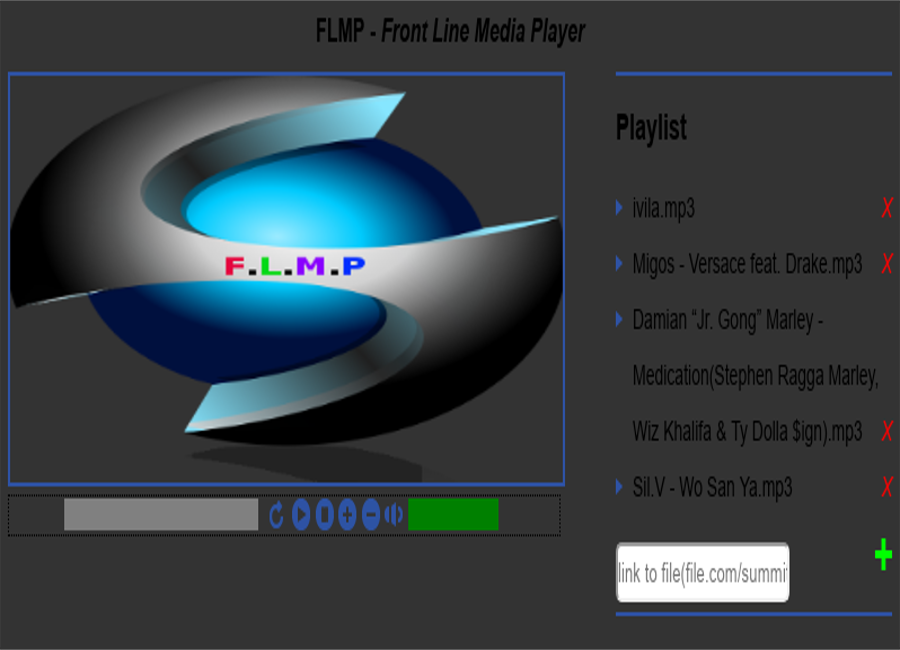 FLMP - Front Line Media Player
F.L.M.P
Playlist
ivila.mp3 X
Migos - Versace feat. Drake.mp3 X
Damian “Jr. Gong” Marley -
Medication(Stephen Ragga Marley,
Wiz Khalifa & Ty Dolla $ign).mp3 X
Sil.V - Wo San Ya.mp3 X
link to file(file.com/summi